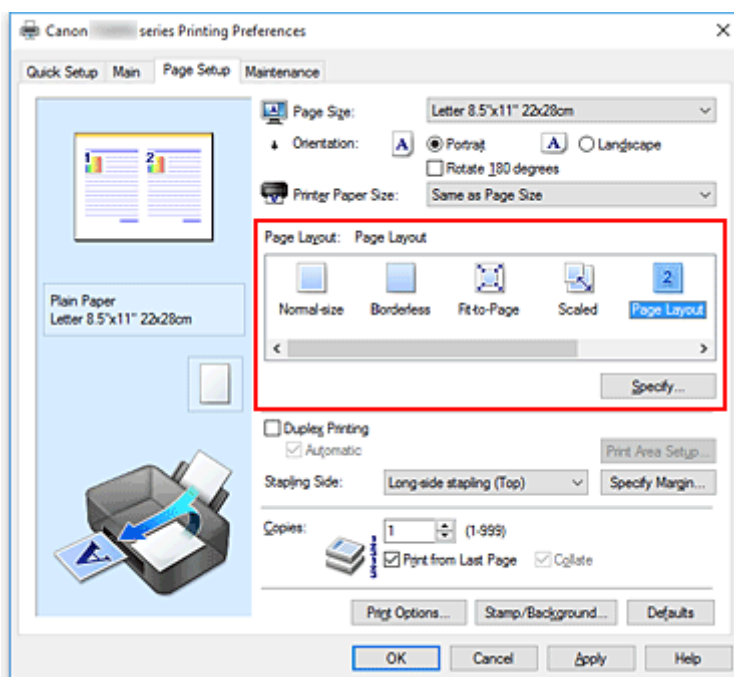 Canon series Printing Preferences
Quick Setup Main Page Setup Maintenance
1 2
Plain Paper
Letter 8.5"x11" 22x28cm
Page Size: Letter 8.5"x11" 22x28cm
Orientation: A Portrait A Landscape
Rotate 180 degrees
Printer Paper Size: Same as Page Size
Page Layout: Page Layout
2
Normal-size Borderless Fit-to-Page Scaled Page Layout
Specify...
Duplex Printing
Automatic
Print Area Setup...
Stapling Side: Long-side stapling (Top) Specify Margin...
Copies: 1 (1-999)
Print from Last Page Collate
Print Options... Stamp/Background... Defaults
OK Cancel Apply Help